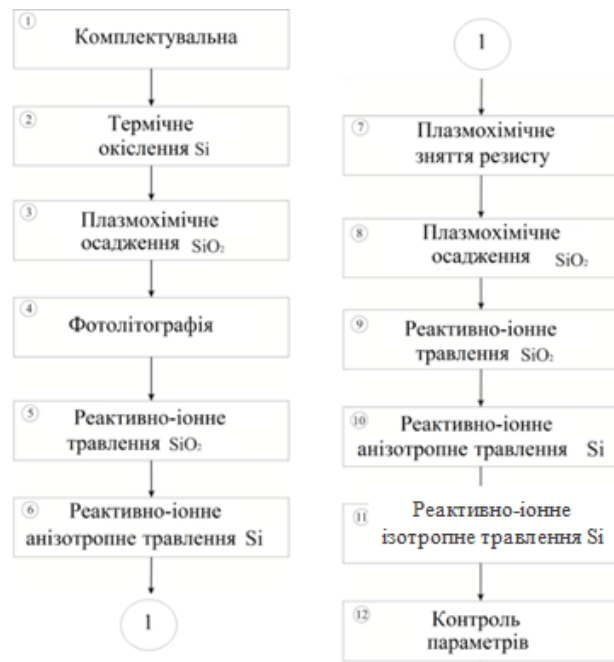 1
Комплектувальна
2
Термічне
окіслення Si
3
Плазмохімічне
осадження SiO₂
4
Фотолітографія
5
Реактивно-іонне
травлення SiO₂
6
Реактивно-іонне
анізотропне травлення Si
1
1
7
Плазмохімічне
зняття резисту
8
Плазмохімічне
осадження SiO₂
9
Реактивно-іонне
травлення SiO₂
10
Реактивно-іонне
анізотропне травлення Si
11
Реактивно-іонне
ізотропне травлення Si
12
Контроль
параметрів